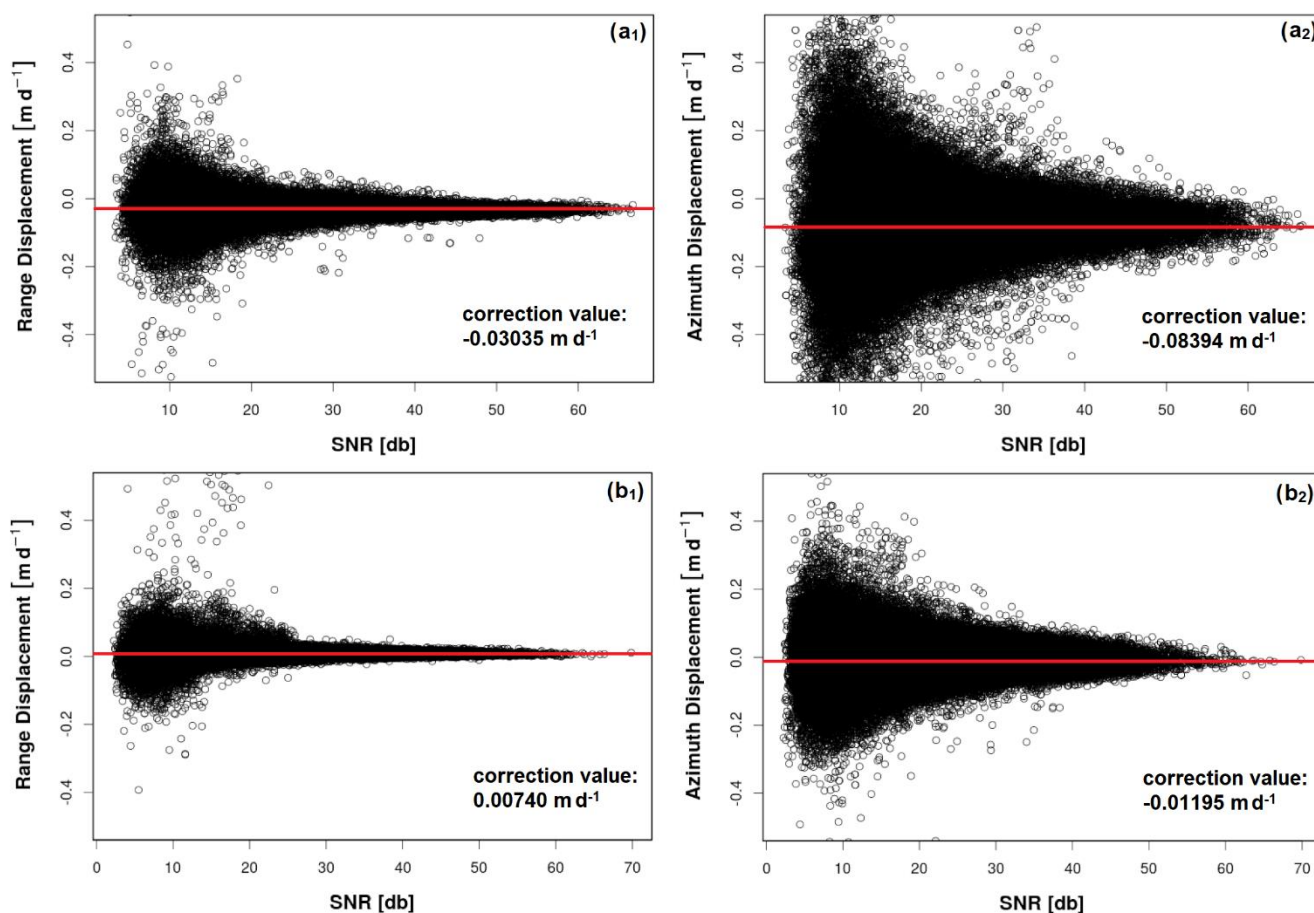 (a₁)
Range Displacement [m d⁻¹]
0.4
0.2
0.0
-0.2
-0.4
correction value:
-0.03035 m d⁻¹
10 20 30 40 50 60
SNR [db]
(a₂)
Azimuth Displacement [m d⁻¹]
0.4
0.2
0.0
-0.2
-0.4
correction value:
-0.08394 m d⁻¹
10 20 30 40 50 60
SNR [db]
(b₁)
Range Displacement [m d⁻¹]
0.4
0.2
0.0
-0.2
-0.4
correction value:
0.00740 m d⁻¹
0 10 20 30 40 50 60 70
SNR [db]
(b₂)
Azimuth Displacement [m d⁻¹]
0.4
0.2
0.0
-0.2
-0.4
correction value:
-0.01195 m d⁻¹
0 10 20 30 40 50 60 70
SNR [db]